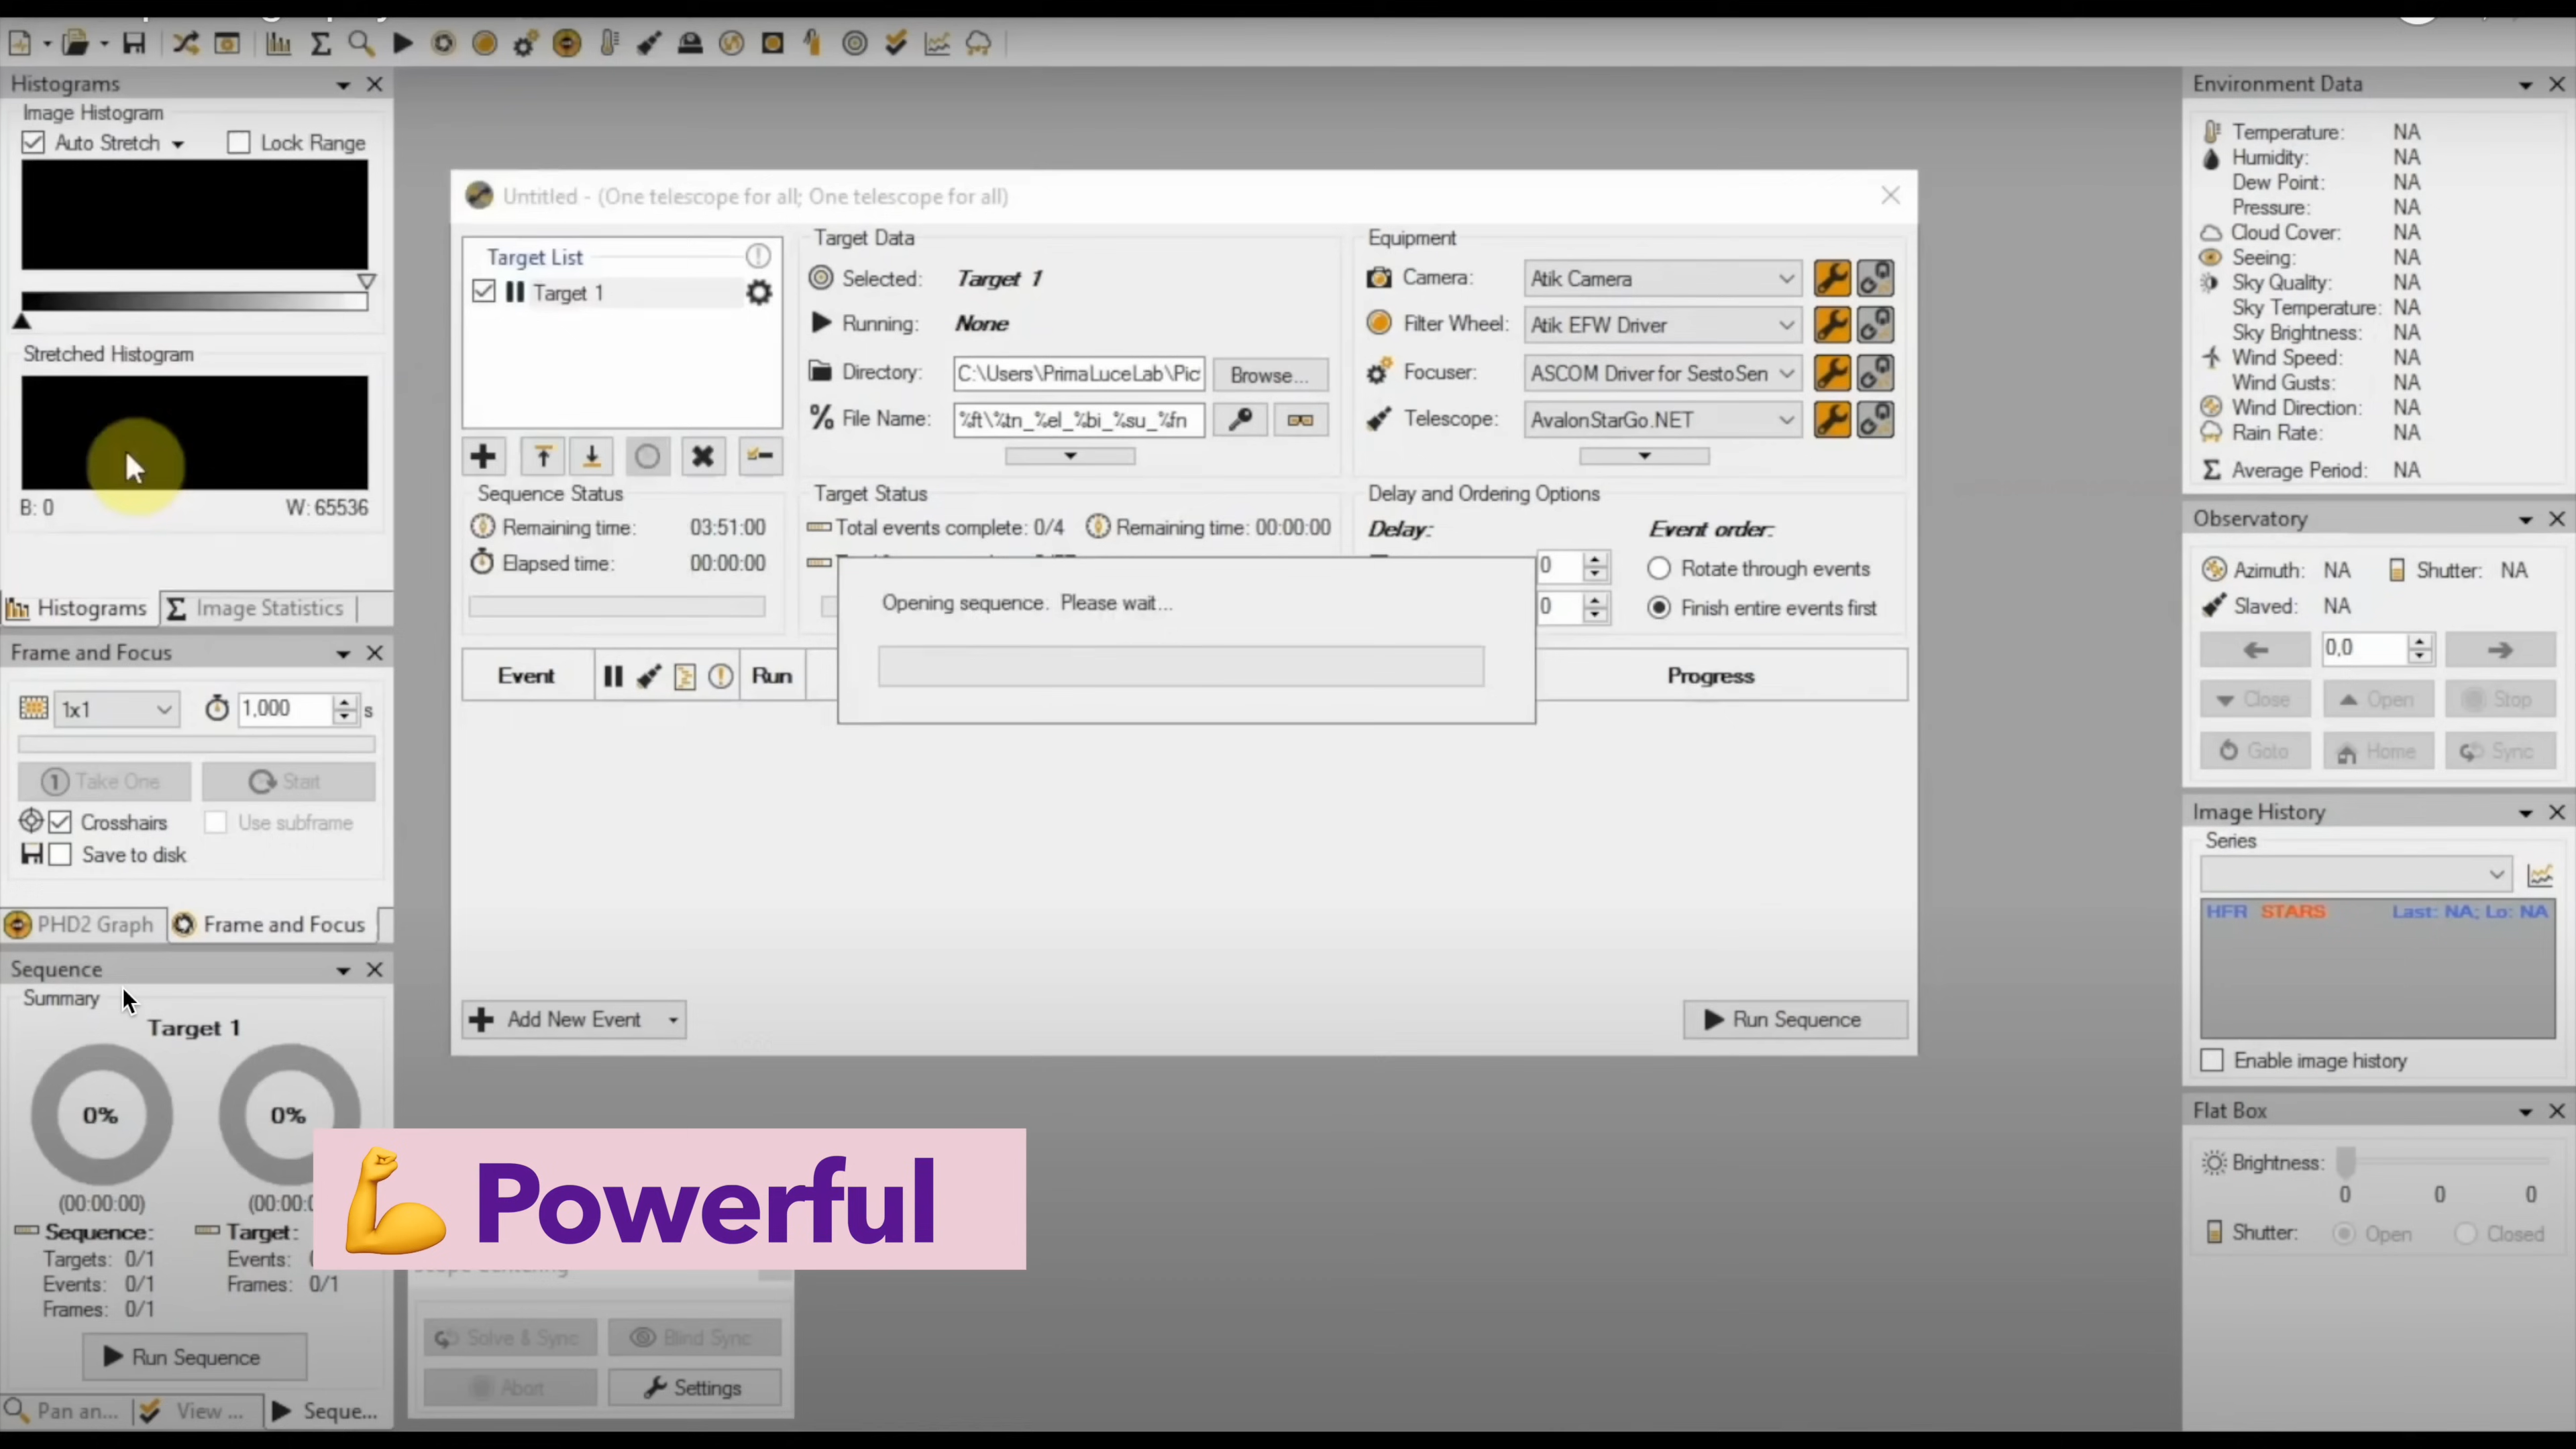 Histograms
Image Histogram
Auto Stretch
Lock Range
Stretched Histogram
B: 0
W: 65536
Histograms
Image Statistics
Frame and Focus
1x1
1,000
s
1
Take One
Start
Crosshairs
Use subframe
Save to disk
PHD2 Graph
Frame and Focus
Sequence
Summary
Target 1
0%
0%
(00:00:00)
(00:00:0
Sequence:
Target:
Targets: 0/1
Events:
Events: 0/1
Frames: 0/1
Frames: 0/1
Run Sequence
Pan an...
View ...
Seque...
Untitled - (One telescope for all; One telescope for all)
Target List
Target 1
Target Data
Selected: Target 1
Running: None
Directory: C:\Users\PrimaLuceLab\Pic
Browse...
File Name: %ft\%tn_%el_%bi_%su_%fn
Equipment
Camera: Atik Camera
Filter Wheel: Atik EFW Driver
Focuser: ASCOM Driver for SestoSen
Telescope: AvalonStarGo.NET
Sequence Status
Remaining time: 03:51:00
Elapsed time: 00:00:00
Target Status
Total events complete: 0/4
Remaining time: 00:00:00
Delay and Ordering Options
Delay:
Event order:
0
Rotate through events
0
Finish entire events first
Opening sequence. Please wait...
Event
Run
Progress
Add New Event
Run Sequence
Powerful
Solve & Sync
Blind Sync
Abort
Settings
Environment Data
Temperature: NA
Humidity: NA
Dew Point: NA
Pressure: NA
Cloud Cover: NA
Seeing: NA
Sky Quality: NA
Sky Temperature: NA
Sky Brightness: NA
Wind Speed: NA
Wind Gusts: NA
Wind Direction: NA
Rain Rate: NA
Average Period: NA
Observatory
Azimuth: NA
Shutter: NA
Slaved: NA
0,0
Close
Open
Stop
Goto
Home
Sync
Image History
Series
HFR STARS
Last: NA; Lo: NA
Enable image history
Flat Box
Brightness:
0 0 0
Shutter:
Open
Closed